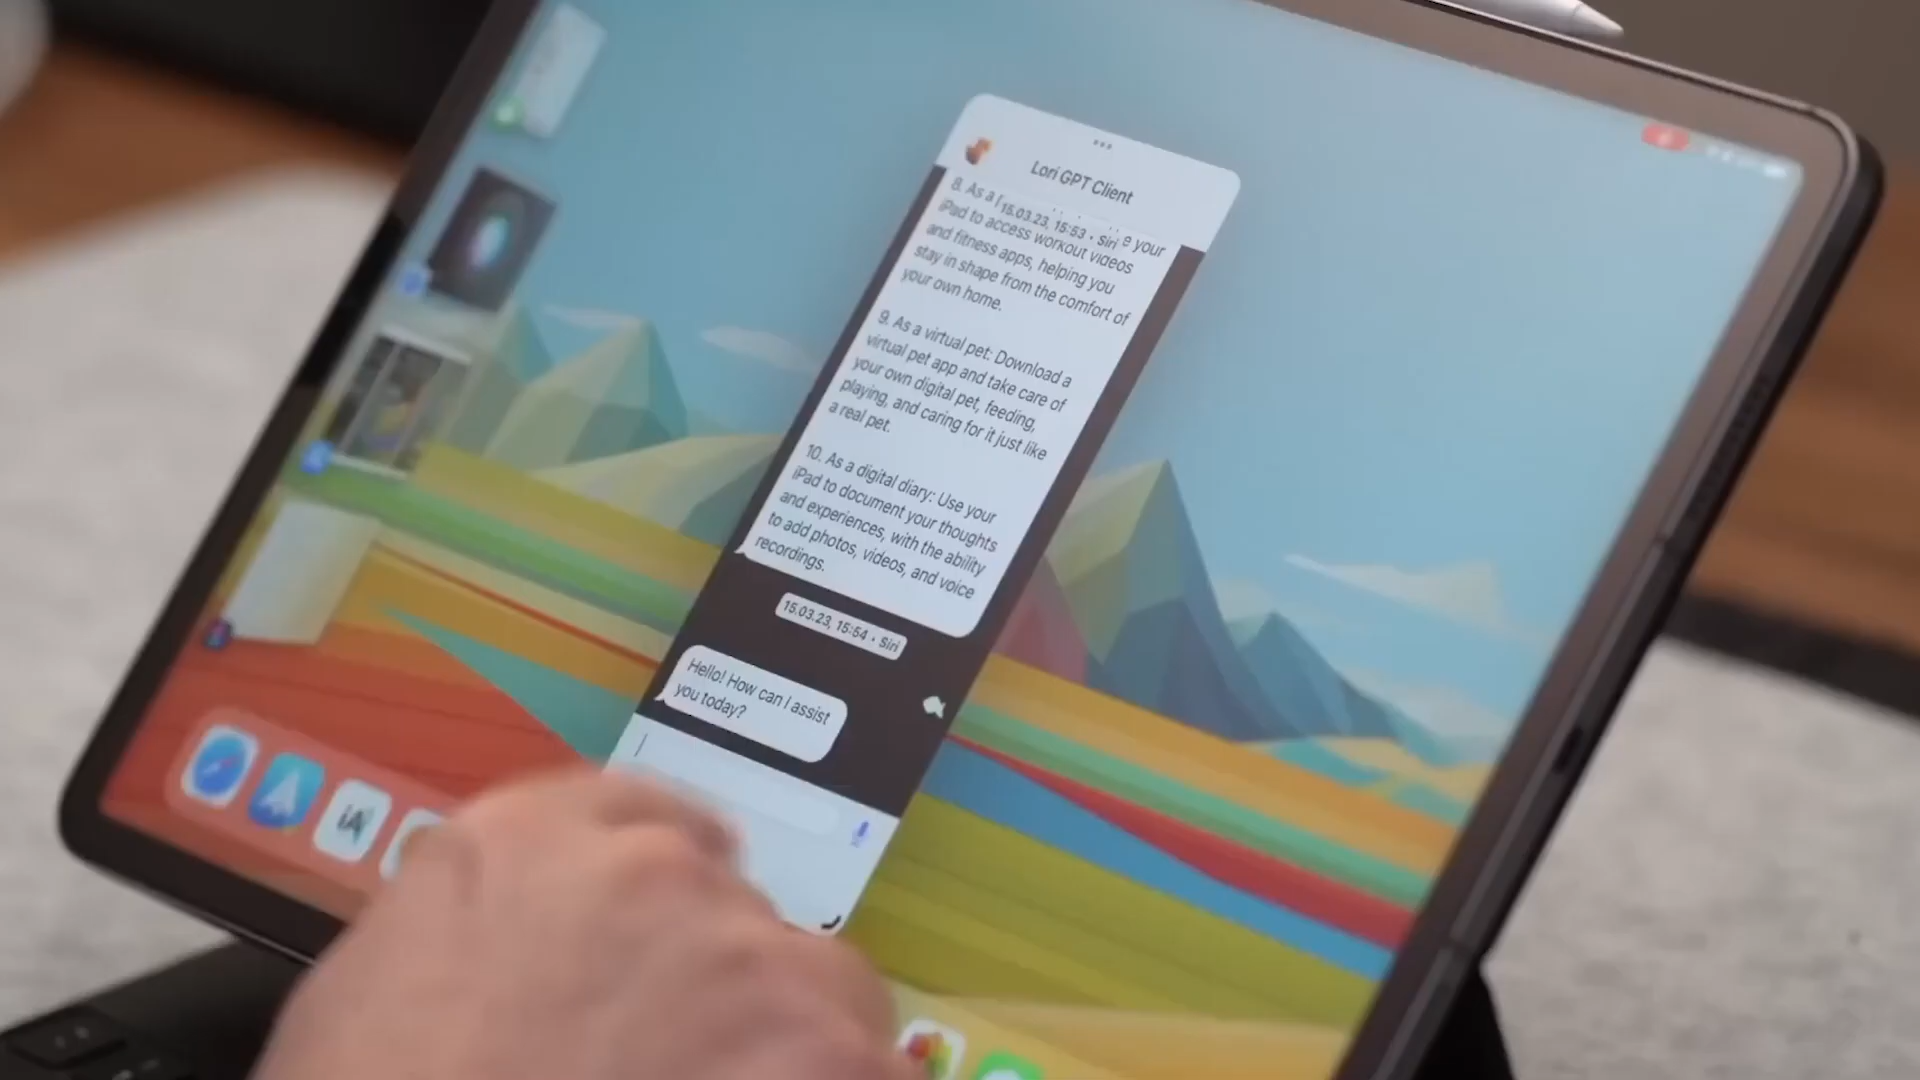 Lori GPT Client
15.03.23, 15:53 • Siri
8. As a
e your
iPad to access workout videos
and fitness apps, helping you
stay in shape from the comfort of
your own home.
9. As a virtual pet: Download a
virtual pet app and take care of
your own digital pet, feeding,
playing, and caring for it just like
a real pet.
10. As a digital diary: Use your
iPad to document your thoughts
and experiences, with the ability
to add photos, videos, and voice
recordings.
15.03.23, 15:54 • Siri
Hello! How can I assist
you today?
iA